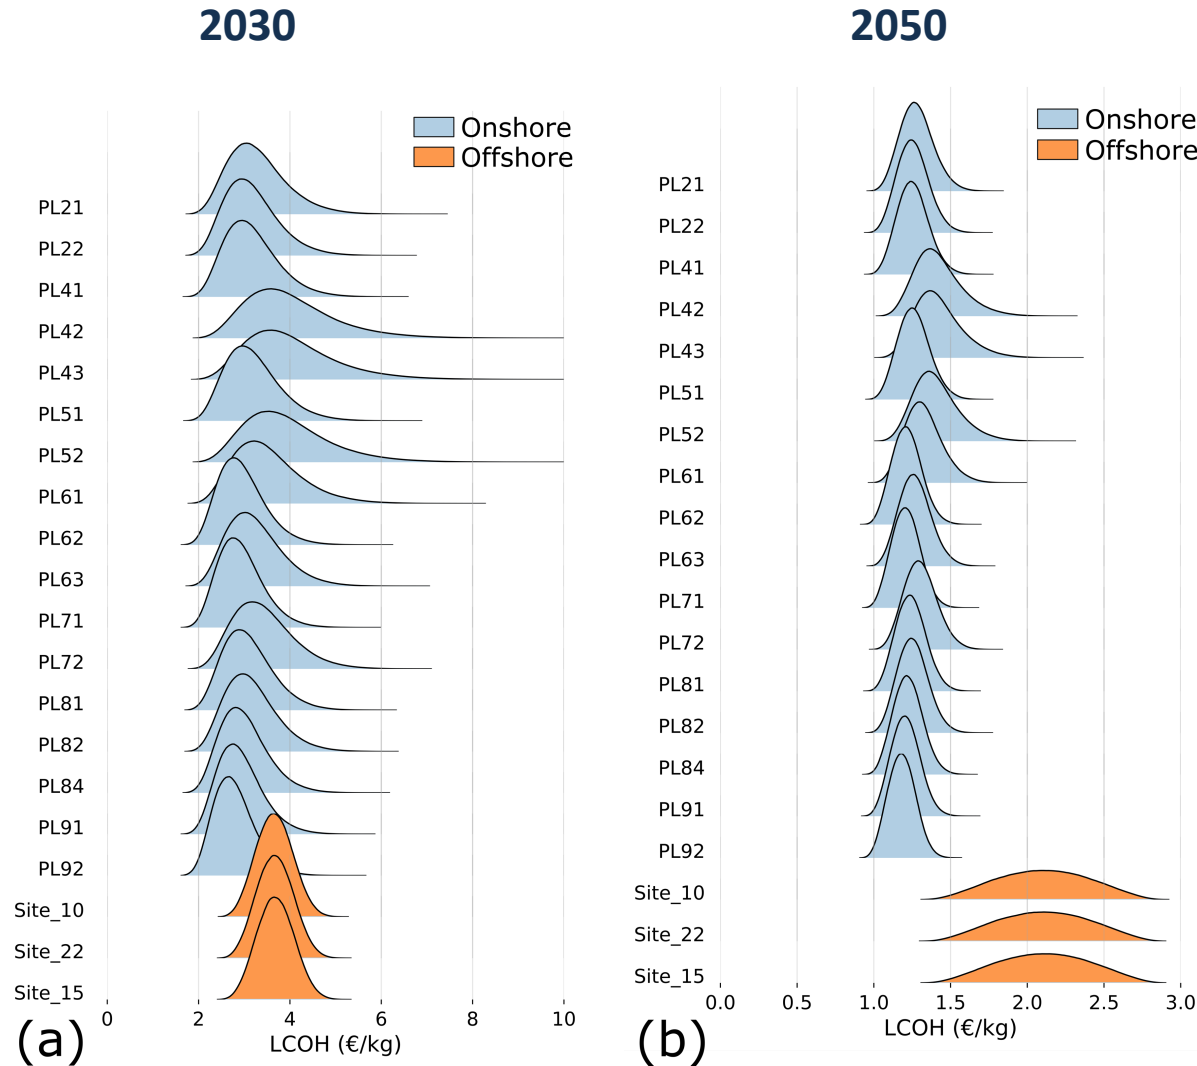 2030
Onshore
Offshore
PL21
PL22
PL41
PL42
PL43
PL51
PL52
PL61
PL62
PL63
PL71
PL72
PL81
PL82
PL84
PL91
PL92
Site_10
Site_22
Site_15
0 2 4 6 8 10
LCOH (€/kg)
(a)
2050
Onshore
Offshore
PL21
PL22
PL41
PL42
PL43
PL51
PL52
PL61
PL62
PL63
PL71
PL72
PL81
PL82
PL84
PL91
PL92
Site_10
Site_22
Site_15
0.0 0.5 1.0 1.5 2.0 2.5 3.0
LCOH (€/kg)
(b)